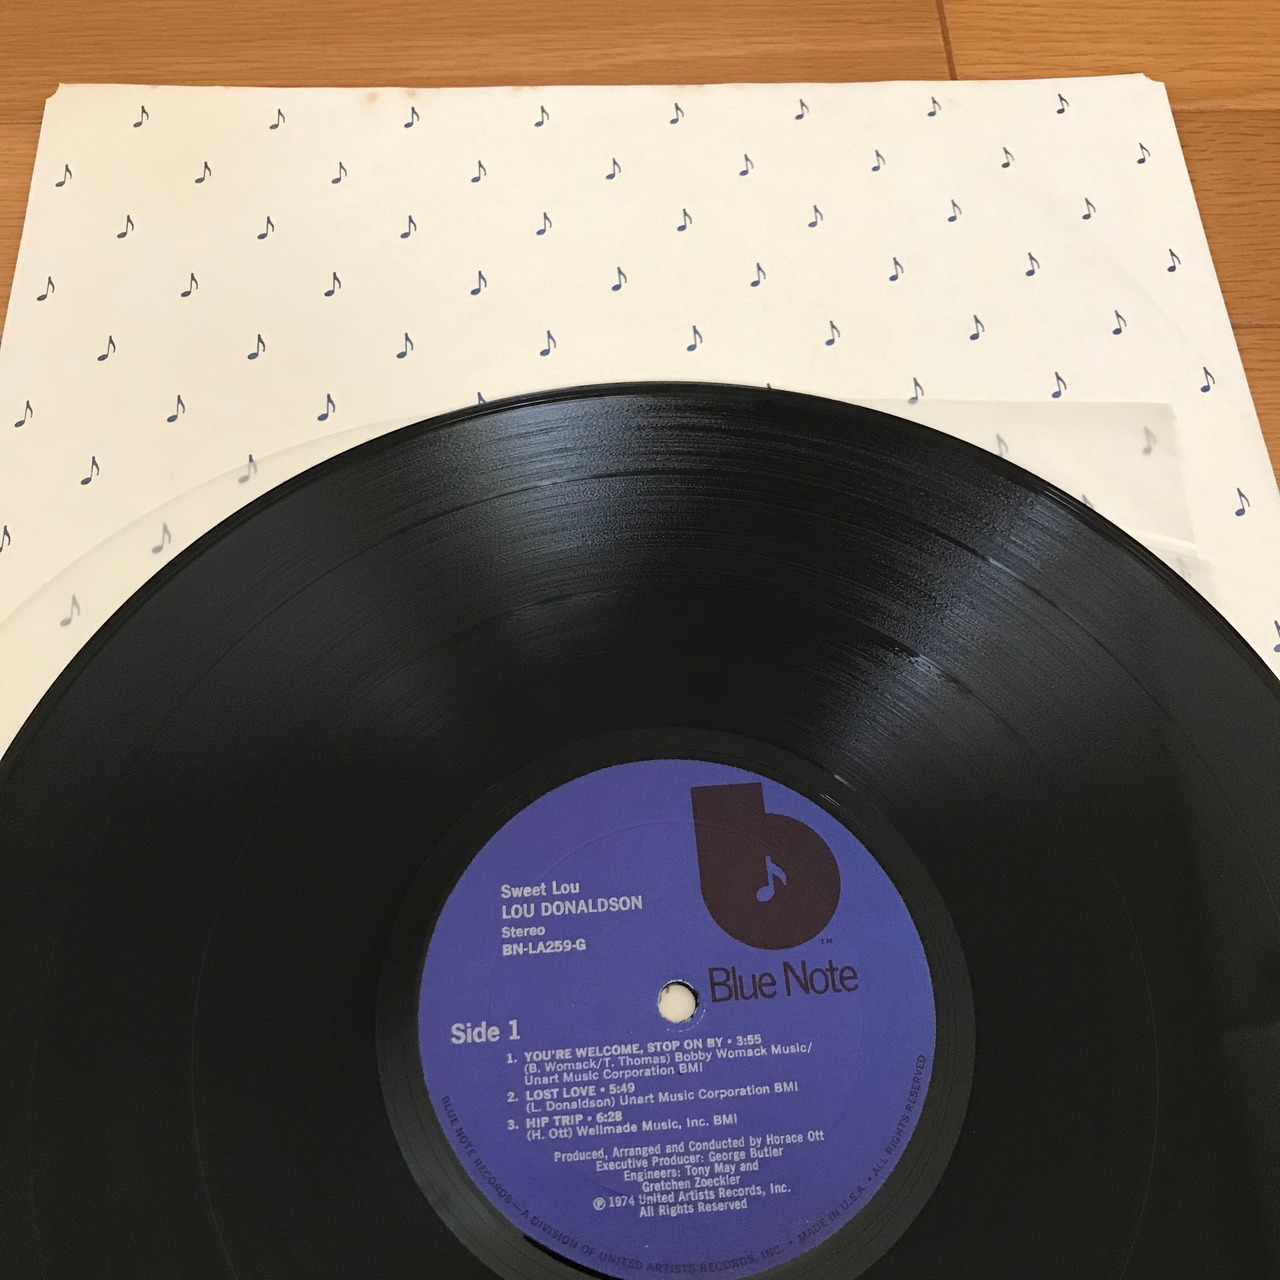 Sweet Lou
LOU DONALDSON
Stereo
BN-LA259-G
TM
Blue Note
Side 1
1. YOU'RE WELCOME, STOP ON BY • 3:55
(B. Womack/T. Thomas) Bobby Womack Music/
Unart Music Corporation BMI
2. LOST LOVE • 5:49
(L. Donaldson) Unart Music Corporation BMI
3. HIP TRIP • 6:28
(H. Ott) Wellmade Music, Inc. BMI
Produced, Arranged and Conducted by Horace Ott
Executive Producer: George Butler
Engineers: Tony May and
Gretchen Zoeckler
℗ 1974 United Artists Records, Inc.
All Rights Reserved
BLUE NOTE RECORDS — A DIVISION OF UNITED ARTISTS RECORDS, INC. • MADE IN U.S.A. • ALL RIGHTS RESERVED